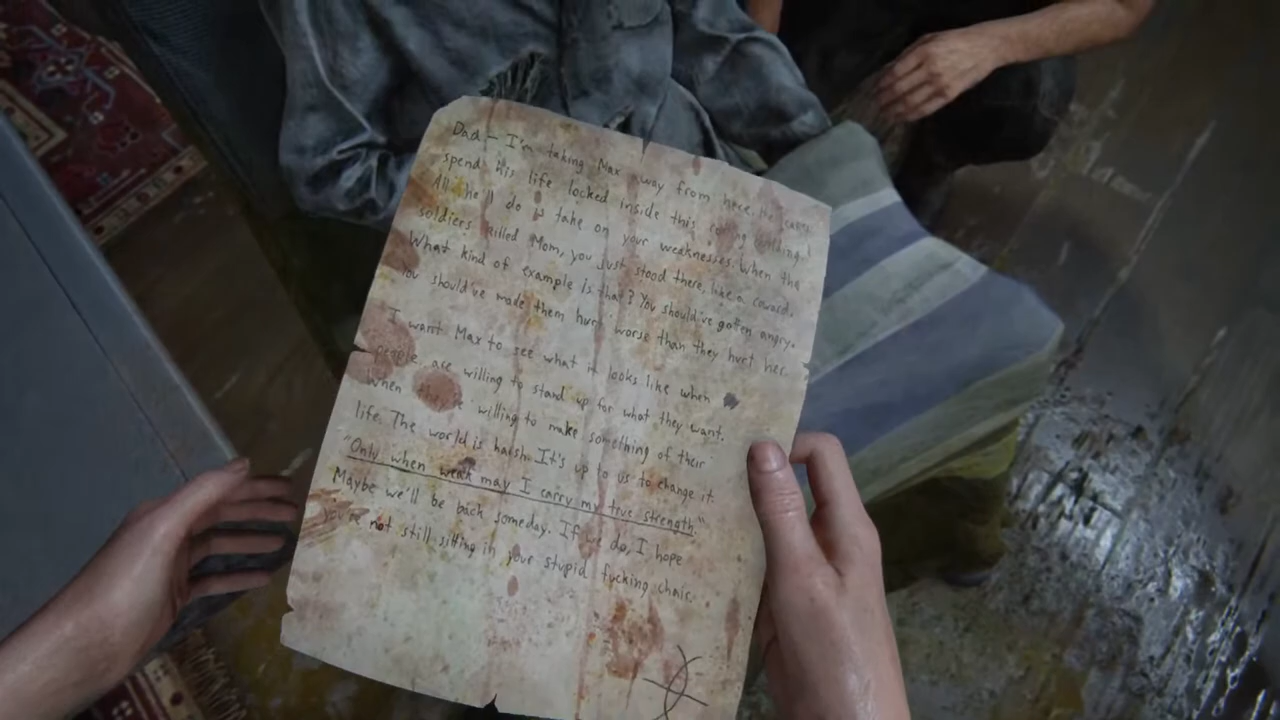 Dad- I'm taking Max away from here. He can't
spend his life locked inside this rotting building!
All he'll do is take on your weaknesses. When the
soldiers killed Mom, you just stood there, like a coward.
What kind of example is that? You should've gotten angry.
You should've made them hurt worse than they hurt her.
I want Max to see what it looks like when
people are willing to stand up for what they want.
When willing to make something of their
life. The world is harsh. It's up to us to change it.
"Only when weak may I carry my true strength."
Maybe we'll be back someday. If we do, I hope
you're not still sitting in your stupid fucking chair.